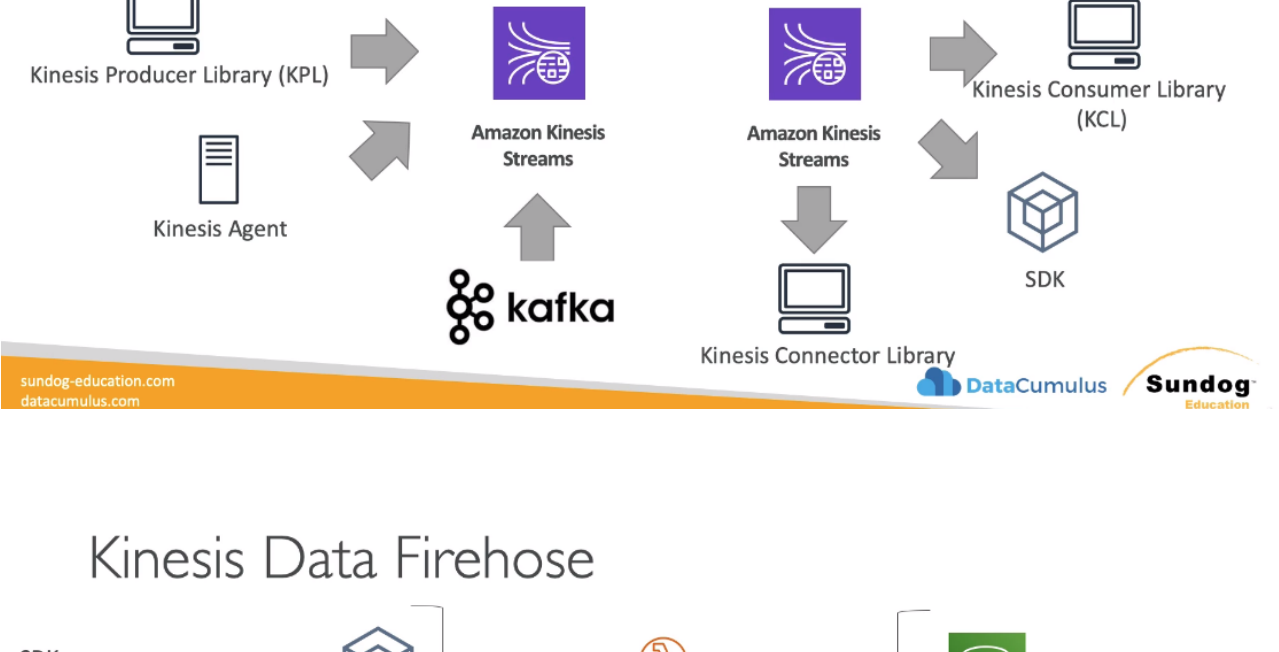 Kinesis Producer Library (KPL)
Amazon Kinesis
Streams
Kinesis Agent
kafka
Amazon Kinesis
Streams
Kinesis Consumer Library
(KCL)
SDK
Kinesis Connector Library
sundog-education.com
datacumulus.com
DataCumulus
Sundog
Education
Kinesis Data Firehose
SDK